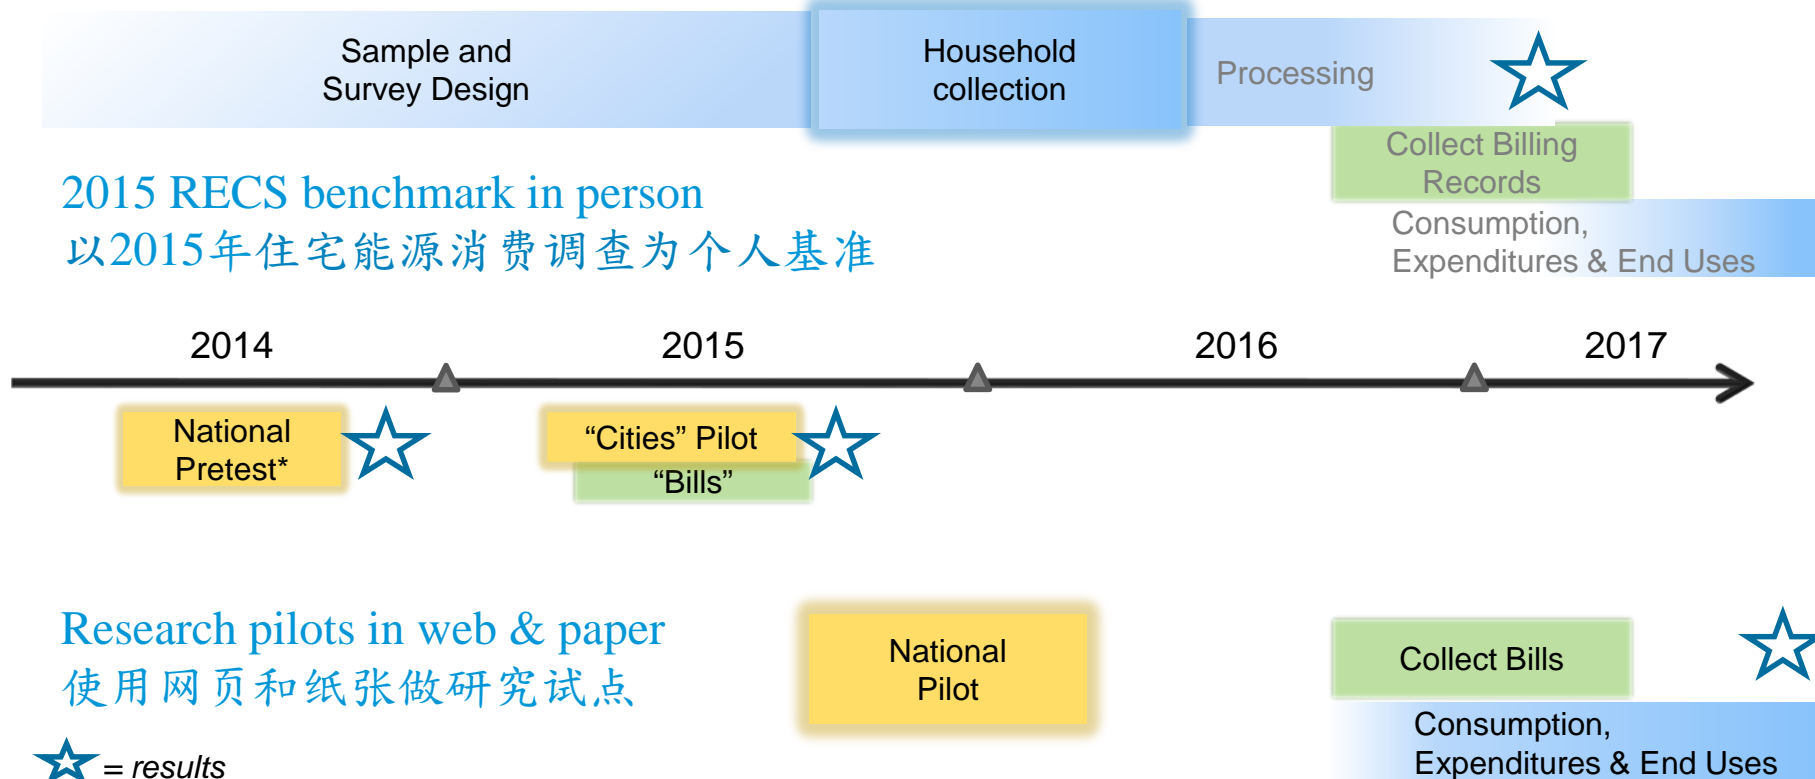 Sample and
Survey Design
Household
collection
Processing
Collect Billing
Records
2015 RECS benchmark in person
以2015年住宅能源消费调查为个人基准
Consumption,
Expenditures & End Uses
2014
2015
2016
2017
National
Pretest*
“Cities” Pilot
“Bills”
Research pilots in web & paper
使用网页和纸张做研究试点
National
Pilot
Collect Bills
Consumption,
Expenditures & End Uses
= results